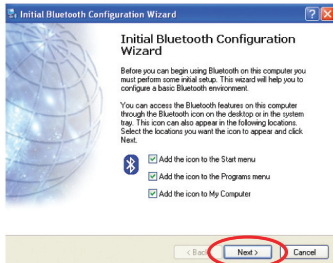 Initial Bluetooth Configuration Wizard
Initial Bluetooth Configuration
Wizard
Before you can begin using Bluetooth on this computer you
must perform some initial setup. This wizard will help you to
configure a basic Bluetooth environment.
You can access the Bluetooth features on this computer
through the Bluetooth icon on the desktop or in the system
tray. This icon can also appear in the following locations.
Select the locations you want the icon to appear and click
Next.
Add the icon to the Start menu
Add the icon to the Programs menu
Add the icon to My Computer
< Back Next > Cancel